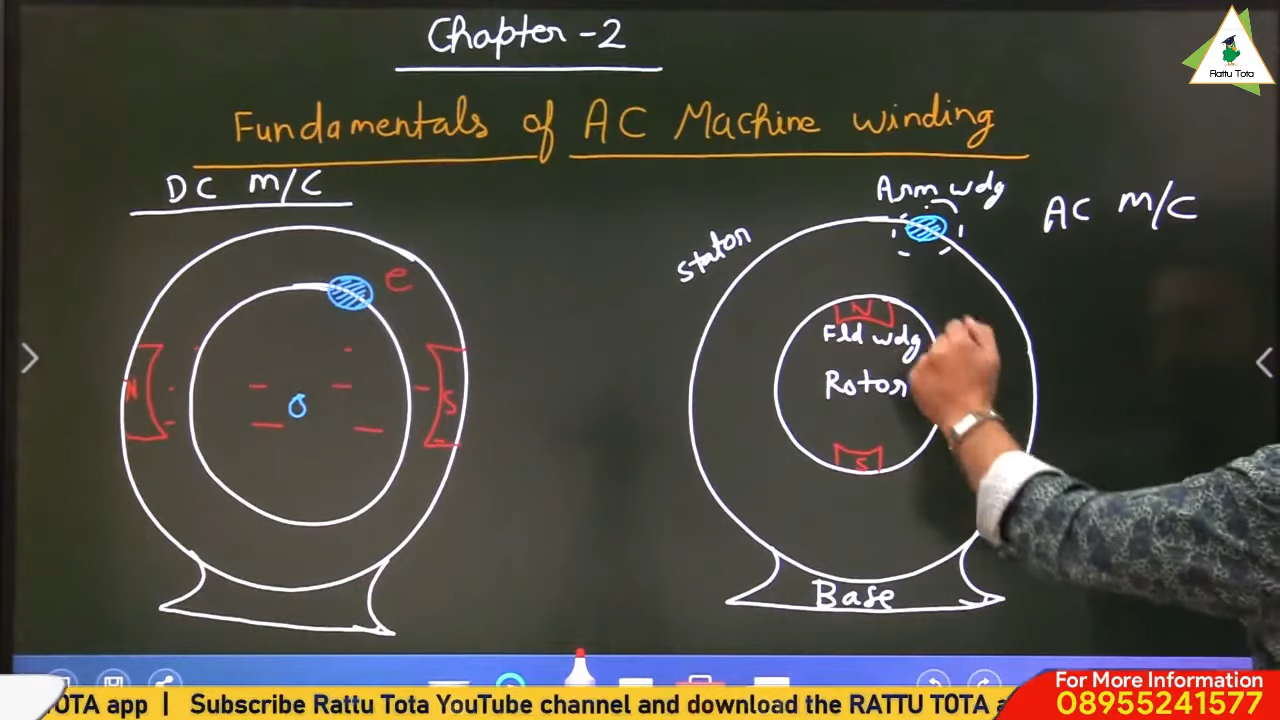 Chapter-2
Rattu Tota
Fundamentals of AC Machine winding
DC m/c
Arm wdg
AC m/c
stator
e
N
Fld wdg
N
S
Rotor
S
Base
TOTA app | Subscribe Rattu Tota YouTube channel and download the RATTU TOTA a
For More Information
08955241577